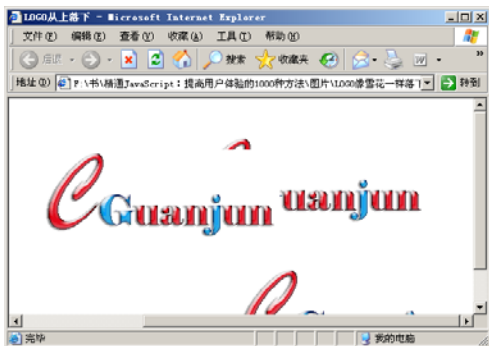 LOGO从上落下 - Microsoft Internet Explorer
文件(F) 编辑(E) 查看(V) 收藏(A) 工具(T) 帮助(H)
后退 搜索 收藏夹
地址(D) F:\书\精通JavaScript：提高用户体验的1000种方法\图片\LOGO像雪花一样落下 转到
C Guanjun uanjun
C
完毕 我的电脑